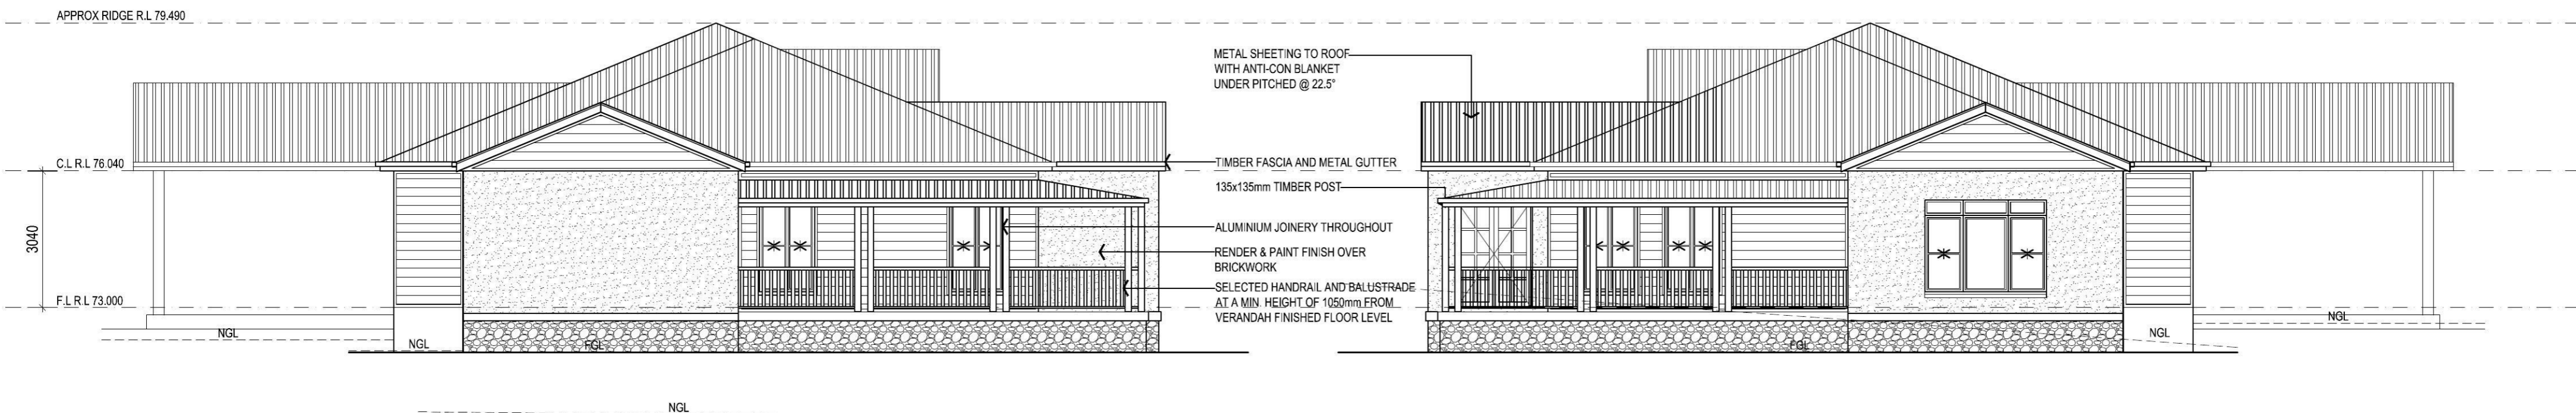 APPROX RIDGE R.L 79.490
METAL SHEETING TO ROOF
WITH ANTI-CON BLANKET
UNDER PITCHED @ 22.5°
C.L R.L 76.040
TIMBER FASCIA AND METAL GUTTER
135x135mm TIMBER POST
3040
ALUMINIUM JOINERY THROUGHOUT
RENDER & PAINT FINISH OVER
BRICKWORK
SELECTED HANDRAIL AND BALUSTRADE
AT A MIN. HEIGHT OF 1050mm FROM
VERANDAH FINISHED FLOOR LEVEL
F.L R.L 73.000
NGL
NGL
FGL
FGL
NGL
NGL
NGL